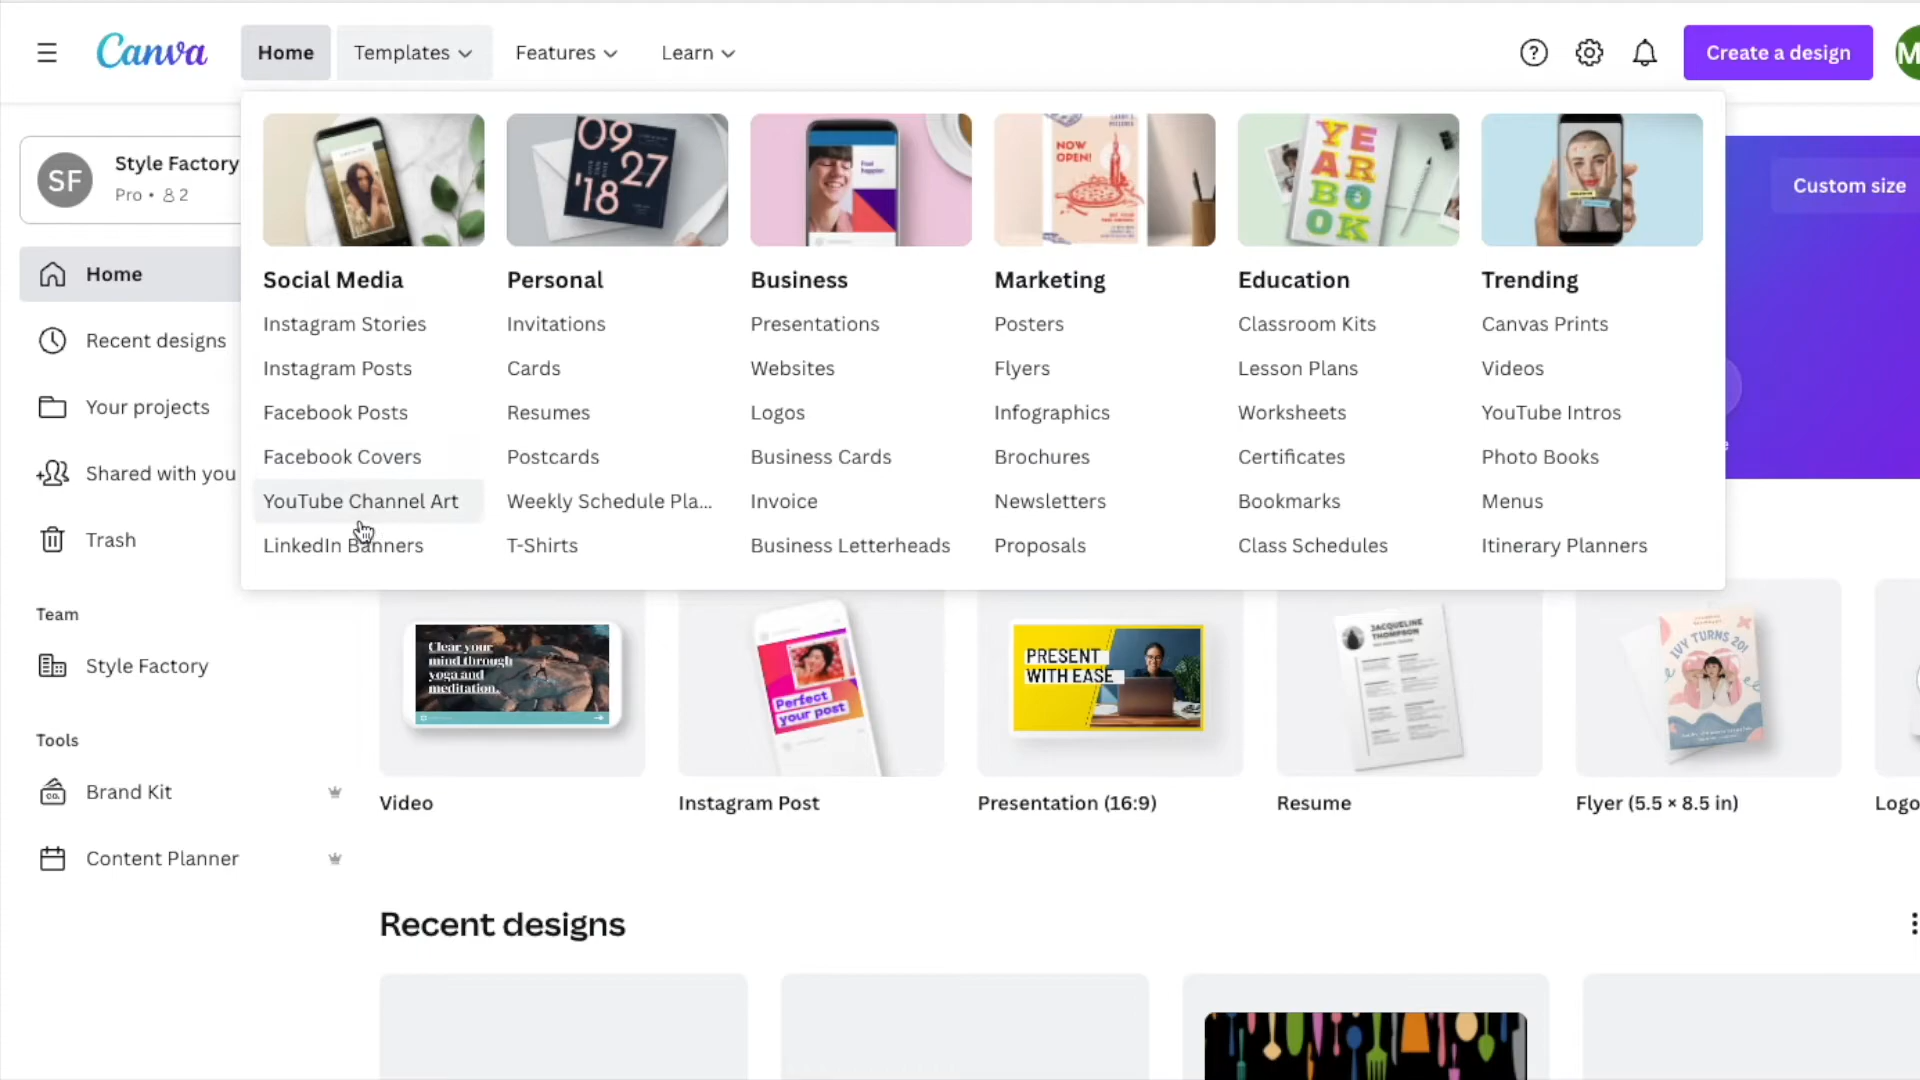 Canva
Home
Templates
Features
Learn
Create a design
M
SF
Style Factory
Pro • 2
Home
Recent designs
Your projects
Shared with you
Trash
Team
Style Factory
Tools
Brand Kit
Content Planner
09
27
'18
NOW
OPEN!
YE
AR
BO
OK
Custom size
Social Media
Instagram Stories
Instagram Posts
Facebook Posts
Facebook Covers
YouTube Channel Art
LinkedIn Banners
Personal
Invitations
Cards
Resumes
Postcards
Weekly Schedule Pla...
T-Shirts
Business
Presentations
Websites
Logos
Business Cards
Invoice
Business Letterheads
Marketing
Posters
Flyers
Infographics
Brochures
Newsletters
Proposals
Education
Classroom Kits
Lesson Plans
Worksheets
Certificates
Bookmarks
Class Schedules
Trending
Canvas Prints
Videos
YouTube Intros
Photo Books
Menus
Itinerary Planners
Clear your
mind through
yoga and
meditation.
Perfect
your post
PRESENT
WITH EASE
JACQUELINE
THOMPSON
IVY TURNS 20!
Video
Instagram Post
Presentation (16:9)
Resume
Flyer (5.5 × 8.5 in)
Logo
Recent designs